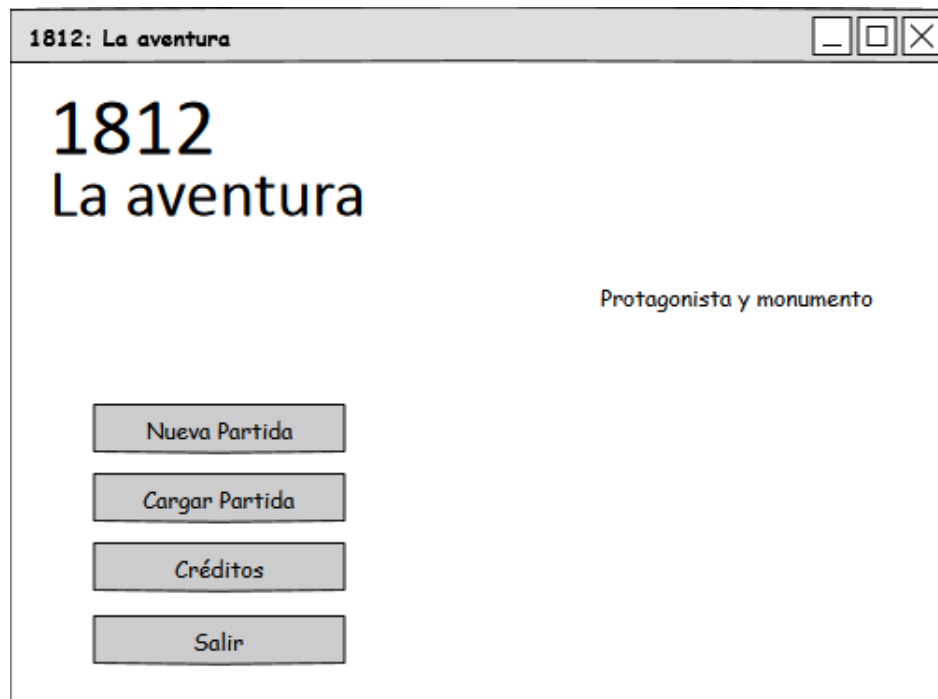 1812: La aventura
1812
La aventura
Protagonista y monumento
Nueva Partida
Cargar Partida
Créditos
Salir